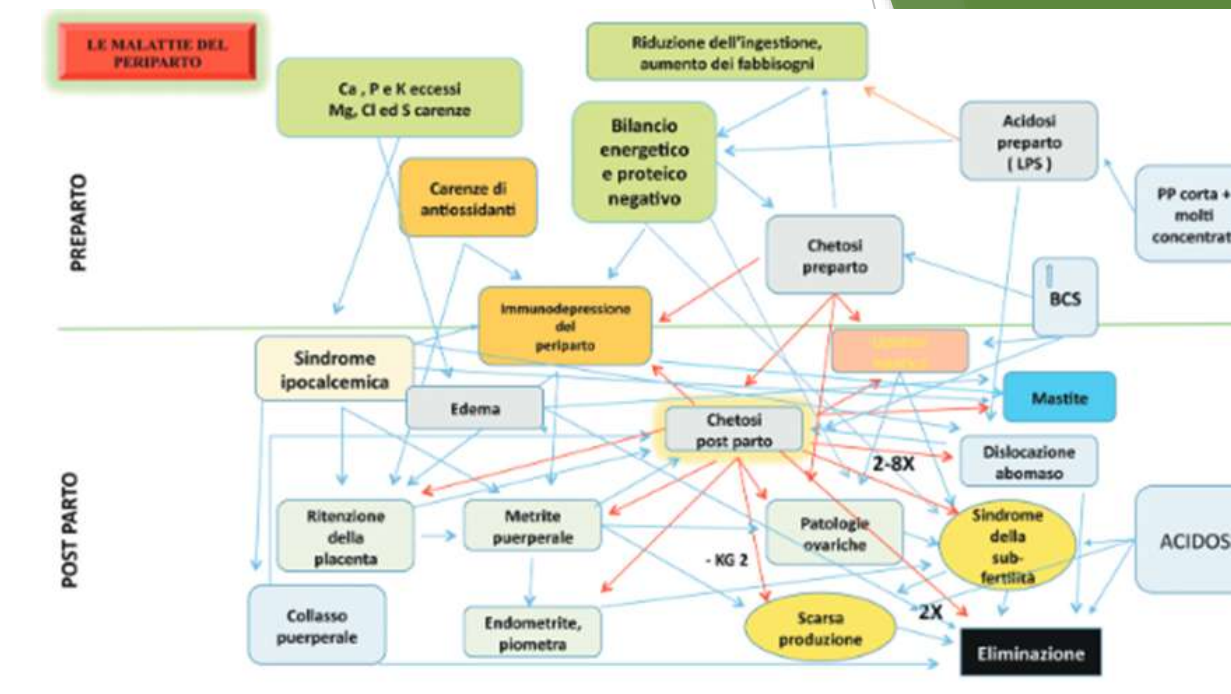 LE MALATTIE DEL
PERIPARTO
Riduzione dell'ingestione,
aumento dei fabbisogni
Ca , P e K eccessi
Mg, Cl ed S carenze
Bilancio
energetico
e proteico
negativo
Acidosi
preparto
( LPS )
Carenze di
antiossidanti
PP corta +
molti
concentrat
PREPARTO
Chetosi
preparto
BCS
Immunodepressione
del
periparto
Sindrome
ipocalcemica
Mastite
Edema
Chetosi
post parto
Dislocazione
abomaso
2-8X
POST PARTO
Ritenzione
della
placenta
Metrite
puerperale
Patologie
ovariche
Sindrome
della
sub-
fertilità
ACIDOS
- KG 2
Collasso
puerperale
Endometrite,
piometra
Scarsa
produzione
2X
Eliminazione